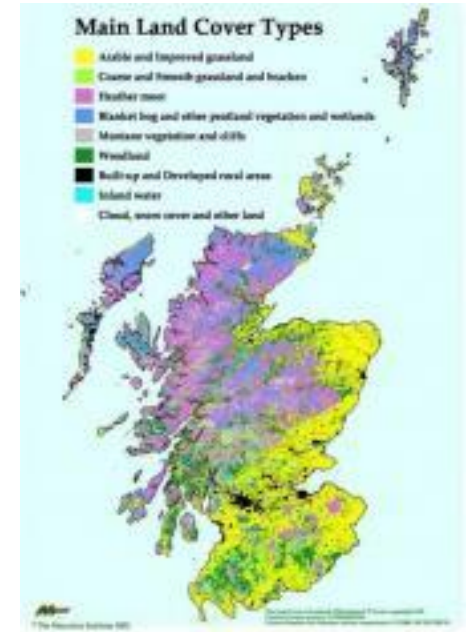 Main Land Cover Types
Arable and Improved grassland
Coarse and Smooth grassland and bracken
Heather moor
Blanket bog and other peatland vegetation and wetlands
Montane vegetation and cliffs
Woodland
Built-up and Developed rural areas
Inland water
Cloud, snow cover and other land